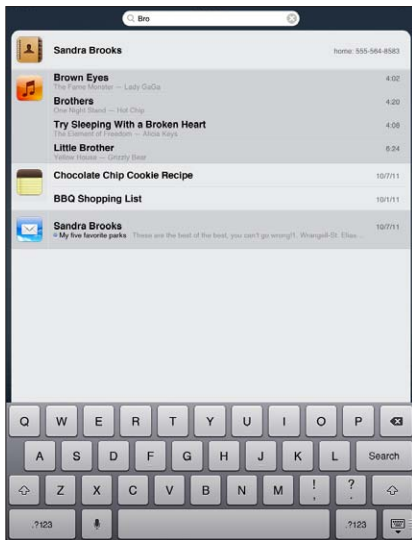 Bro
Sandra Brooks home: 555-564-8583
Brown Eyes 4:02
The Fame Monster — Lady GaGa
Brothers 4:20
One Night Stand — Hot Chip
Try Sleeping With a Broken Heart 4:08
The Element of Freedom — Alicia Keys
Little Brother 6:24
Yellow House — Grizzly Bear
Chocolate Chip Cookie Recipe 10/7/11
BBQ Shopping List 10/1/11
Sandra Brooks 10/7/11
My five favorite parks These are the best of the best, you can't go wrong!1. Wrangell-St. Elias ...
Q W E R T Y U I O P
A S D F G H J K L Search
Z X C V B N M ! , ? .
.?123 .?123